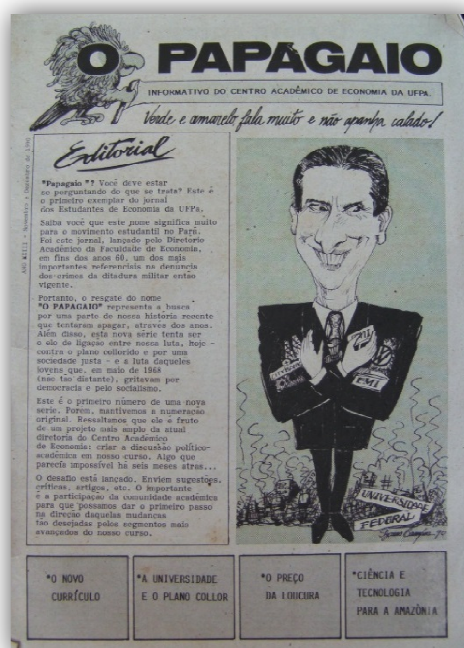 O PAPAGAIO
INFORMATIVO DO CENTRO ACADÊMICO DE ECONOMIA DA UFPA.
Verde e amarelo fala muito e não apanha calado!
Editorial
"Papagaio"? Você deve estar
se perguntando do que se trata? Este é
o primeiro exemplar do jornal
dos Estudantes de Economia da UFPa.
Saiba você que este nome significa muito
para o movimento estudantil no Pará.
Foi este jornal, lançado pelo Diretorio
Acadêmico da Faculdade de Economia,
em fins dos anos 60, um dos mais
importantes referenciais na denuncia
dos crimes da ditadura militar então
vigente.
Portanto, o resgate do nome
"O PAPAGAIO" representa a busca
por uma parte de nossa história recente
que tentaram apagar, atraves dos anos.
Além disso, esta nova série tenta ser
o elo de ligação entre nossa luta, hoje -
contra o plano collorido e por uma
sociedade justa - e a luta daqueles
jovens que, em maio de 1968
(não tão distante), gritavam por
democracia e pelo socialismo.
Este é o primeiro número de uma nova
serie. Porem, mantivemos a numeração
original. Ressaltamos que ele é fruto
de um projeto mais amplo da atual
diretoria do Centro Acadêmico
de Economia: criar a discussão político-
acadêmica em nosso curso. Algo que
parecia impossível há seis meses atras...
O desafio está lançado. Enviem sugestões,
críticas, artigos, etc. O importante
é a participação da comunidade acadêmica
para que possamos dar o primeiro passo
na direção daquelas mudanças
tão desejadas pelos segmentos mais
avançados do nosso curso.
FMI
UNIVERSIDADE
FEDERAL
*O NOVO
CURRÍCULO
*A UNIVERSIDADE
E O PLANO COLLOR
*O PREÇO
DA LOUCURA
*CIÊNCIA E
TECNOLOGIA
PARA A AMAZÔNIA